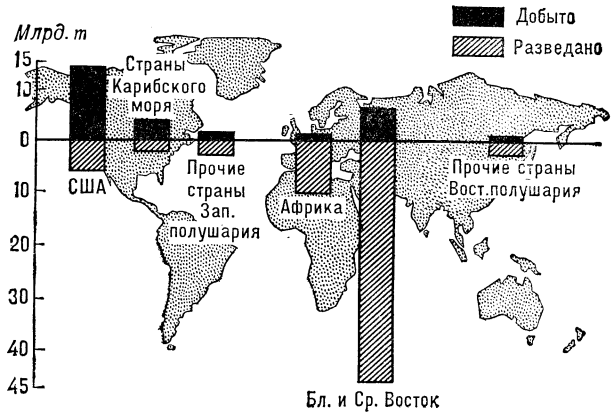 Млрд. т
15
10
0
10
20
30
40
45
Добыто
Разведано
Страны
Карибского
моря
США
Прочие
страны
Зап.
полушария
Африка
Прочие страны
Вост. полушария
Бл. и Ср. Восток